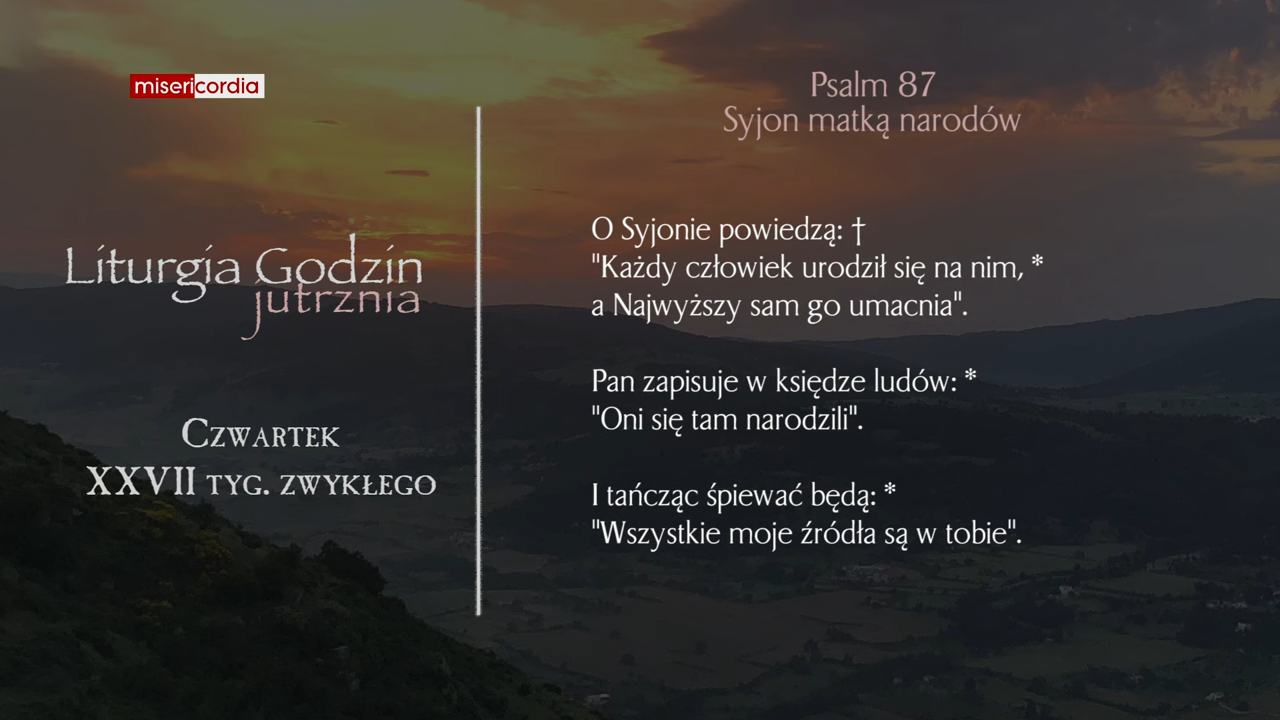 misericordia
Liturgia Godzin
jutrznia
Czwartek
XXVII tyg. zwykłego
Psalm 87
Syjon matką narodów
O Syjonie powiedzą: †
"Każdy człowiek urodził się na nim, *
a Najwyższy sam go umacnia".
Pan zapisuje w księdze ludów: *
"Oni się tam narodzili".
I tańcząc śpiewać będą: *
"Wszystkie moje źródła są w tobie".